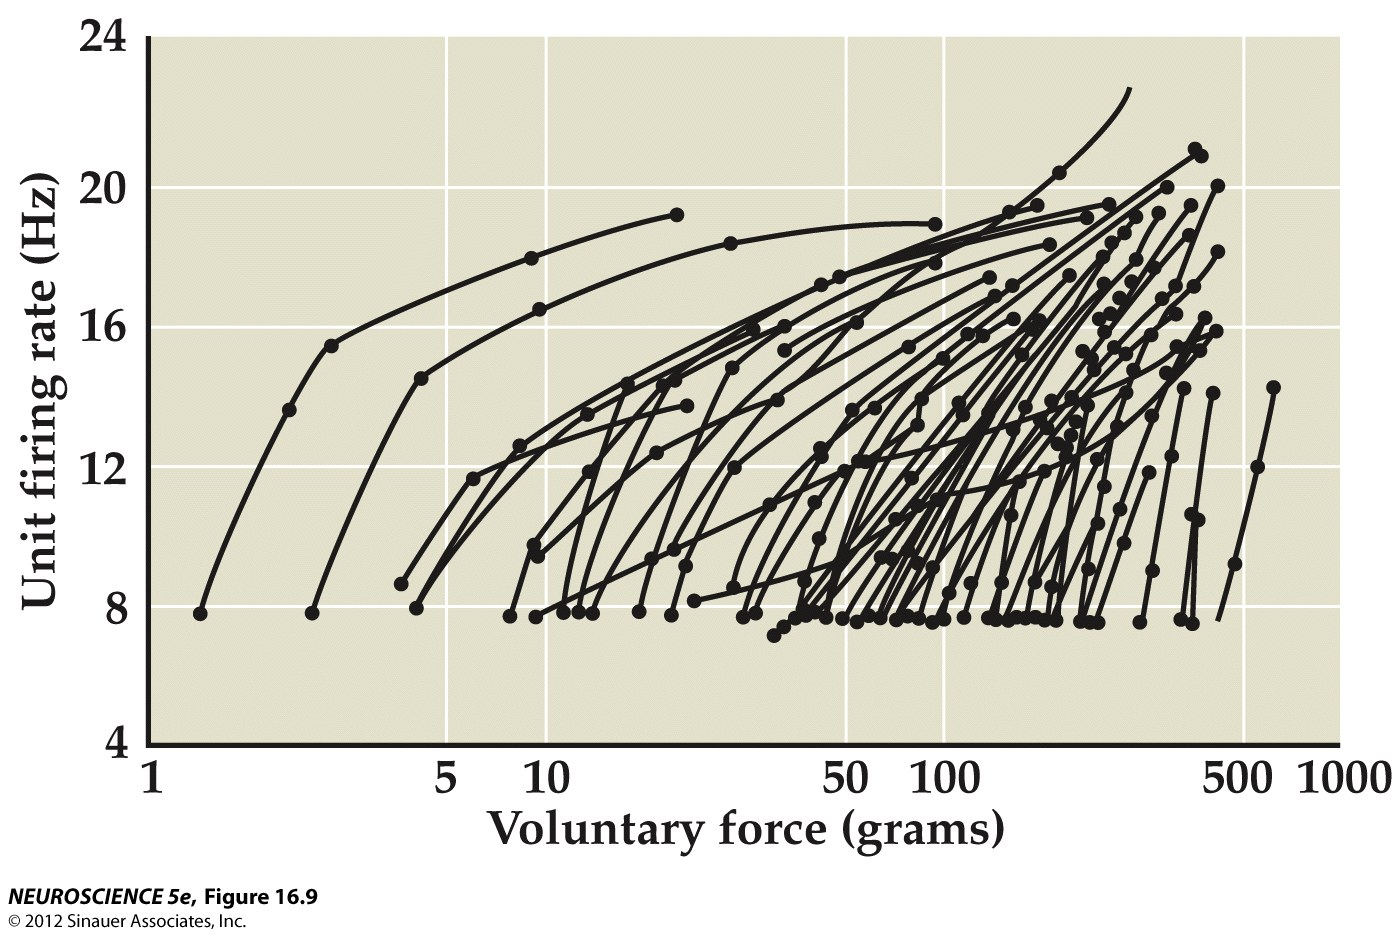 24
20
16
12
8
4
Unit firing rate (Hz)
1 5 10 50 100 500 1000
Voluntary force (grams)
NEUROSCIENCE 5e, Figure 16.9
© 2012 Sinauer Associates, Inc.